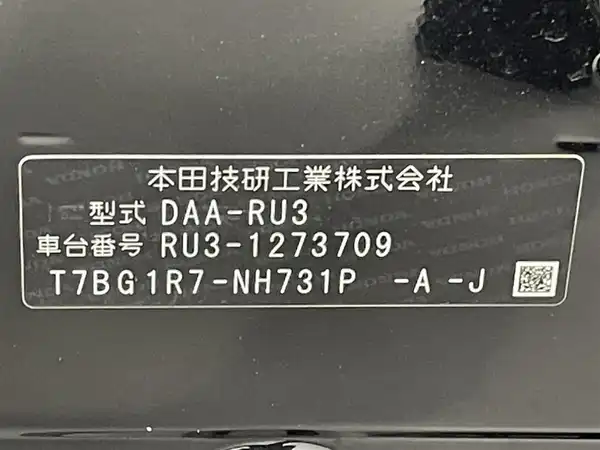 本田技研工業株式会社
型式 DAA-RU3
車台番号 RU3-1273709
T7BG1R7-NH731P -A -J